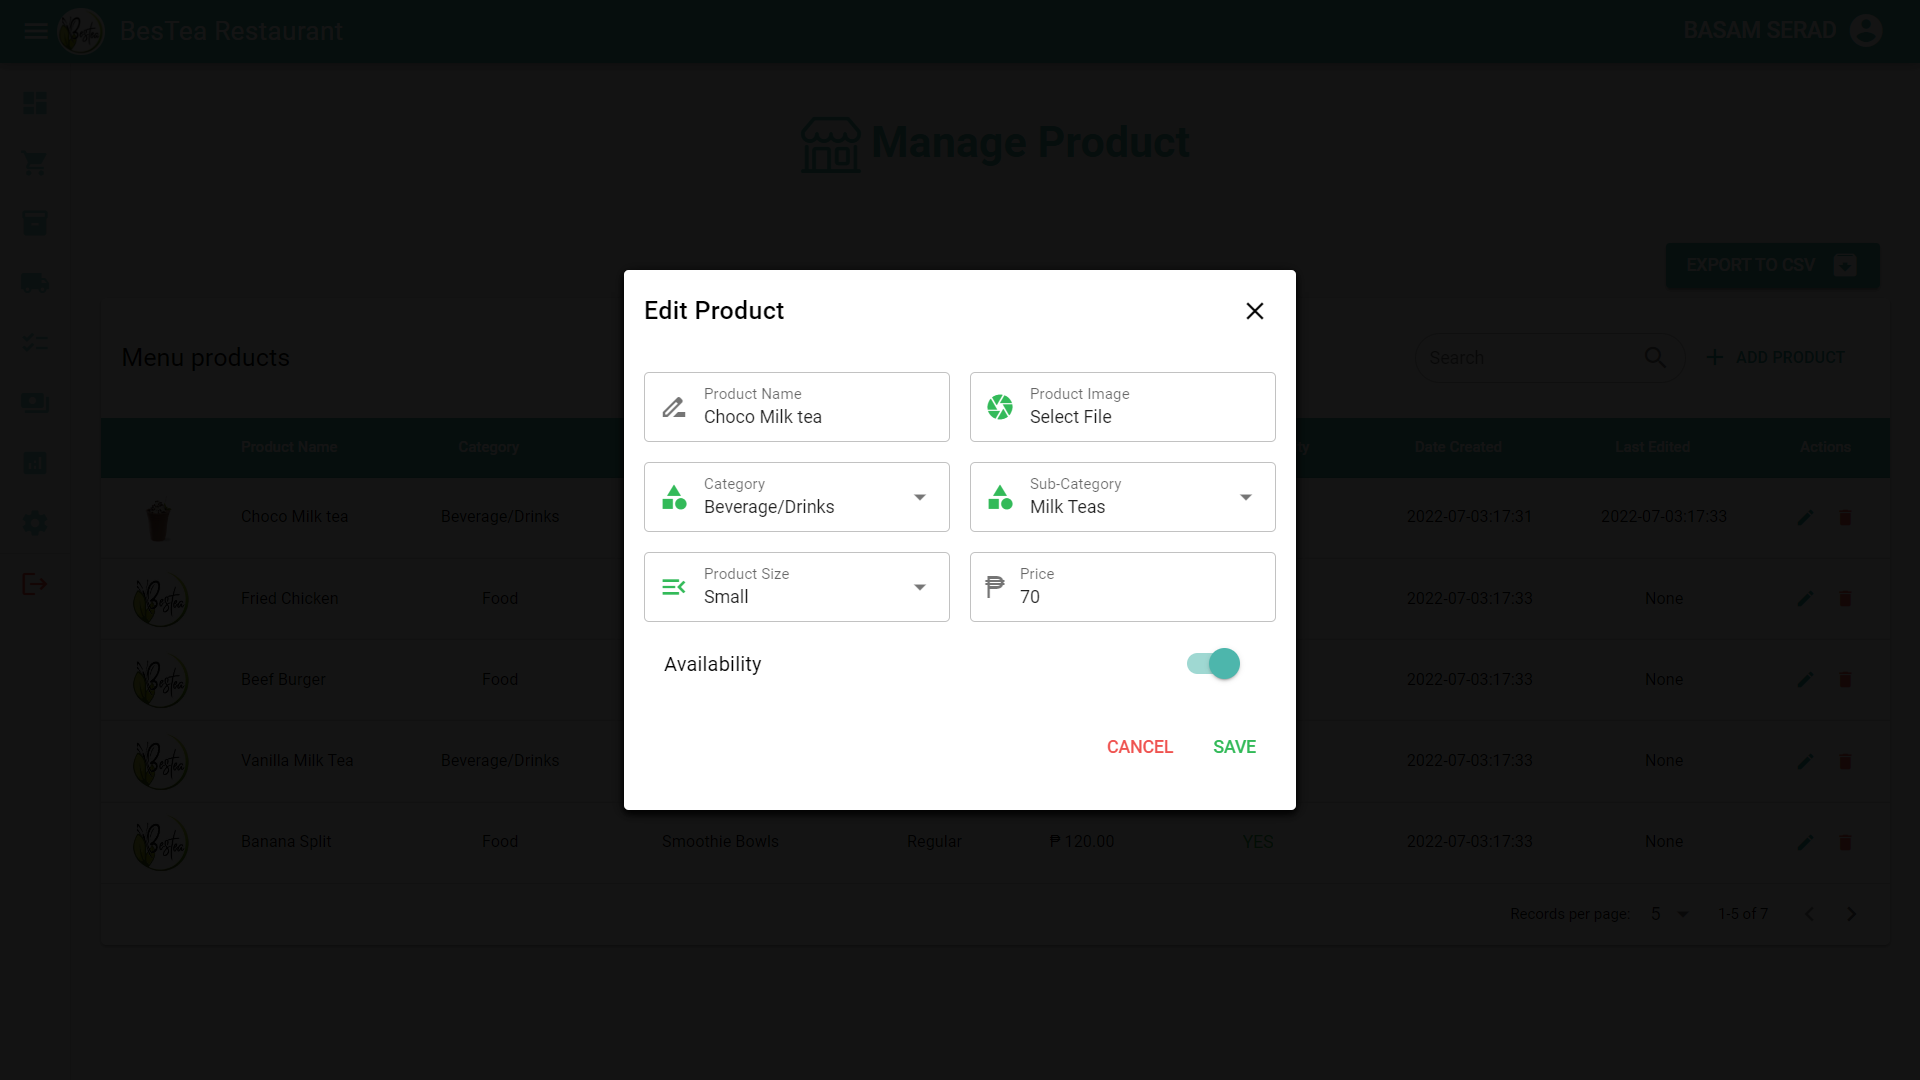 BesTea Restaurant
BASAM SERAD
Manage Product
EXPORT TO CSV
Menu products
Search
ADD PRODUCT
Product Name Category Date Created Last Edited Actions
Choco Milk tea Beverage/Drinks 2022-07-03:17:31 2022-07-03:17:33
Bestea Fried Chicken Food 2022-07-03:17:33 None
Bestea Beef Burger Food 2022-07-03:17:33 None
Bestea Vanilla Milk Tea Beverage/Drinks 2022-07-03:17:33 None
Bestea Banana Split Food Smoothie Bowls Regular ₱ 120.00 YES 2022-07-03:17:33 None
Records per page: 5 1-5 of 7
Edit Product
Product Name
Choco Milk tea
Product Image
Select File
Category
Beverage/Drinks
Sub-Category
Milk Teas
Product Size
Small
₱ Price
70
Availability
CANCEL SAVE